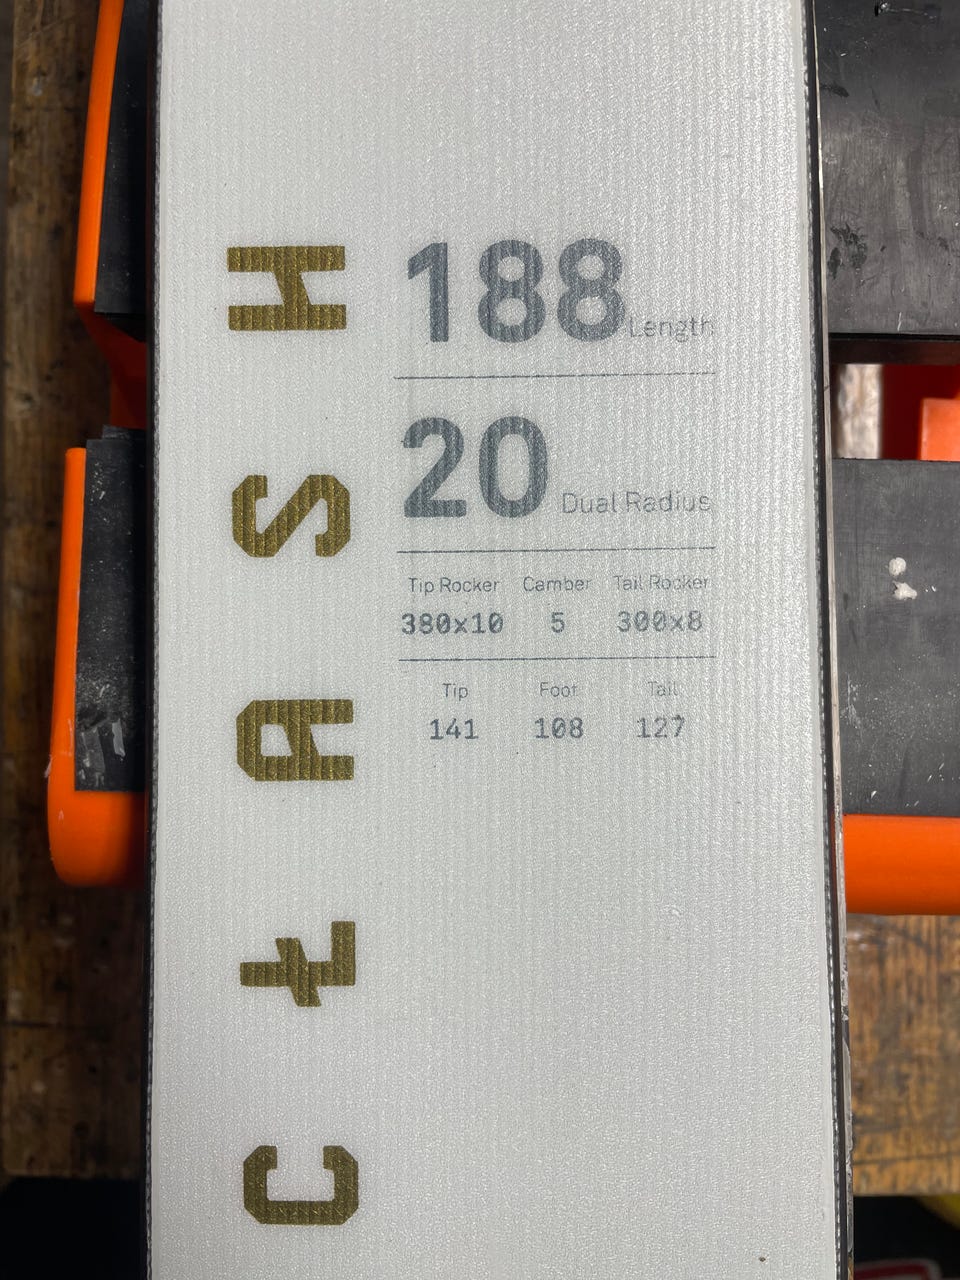 CŁASH
188 Length
20 Dual Radius
Tip Rocker Camber Tail Rocker
380x10 5 300x8
Tip Foot Tail
141 108 127